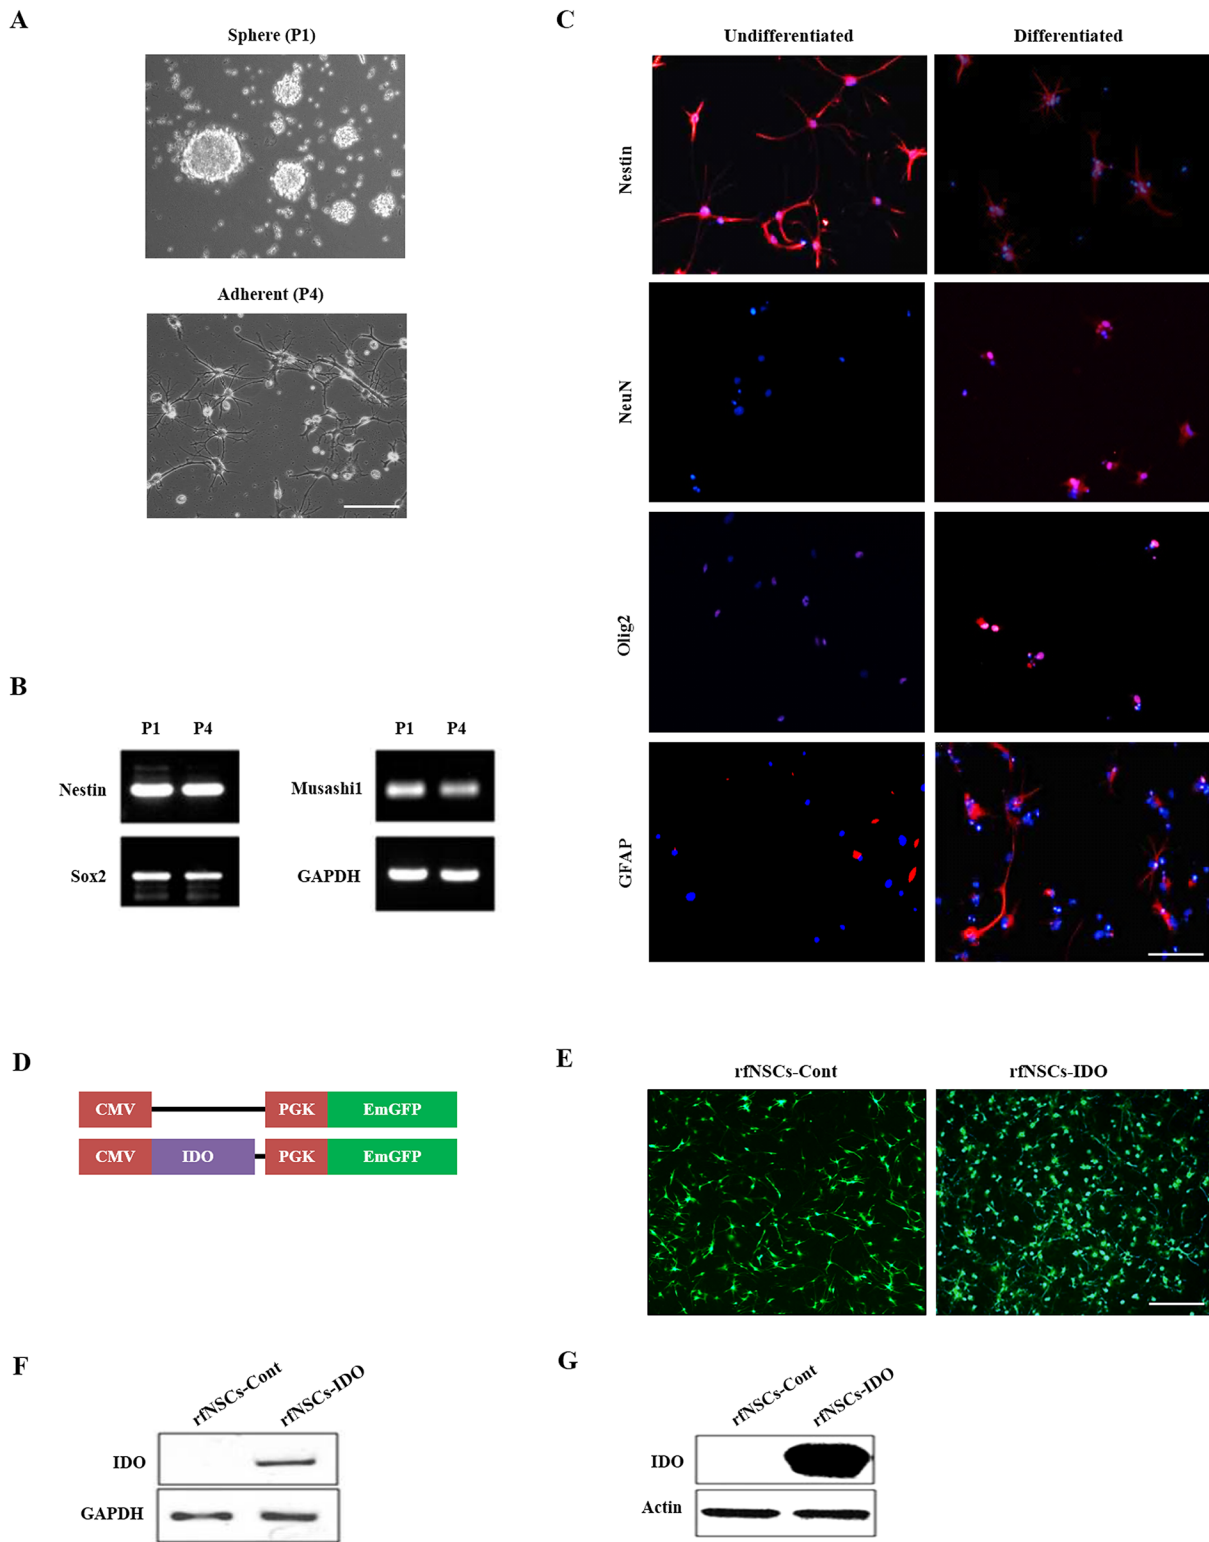 A
Sphere (P1)
Adherent (P4)
B
P1 P4
Nestin
Sox2
P1 P4
Musashi1
GAPDH
C
Undifferentiated Differentiated
Nestin
NeuN
Olig2
GFAP
D
CMV PGK EmGFP
CMV IDO PGK EmGFP
E
rfNSCs-Cont rfNSCs-IDO
F
rfNSCs-Cont rfNSCs-IDO
IDO
GAPDH
G
rfNSCs-Cont rfNSCs-IDO
IDO
Actin